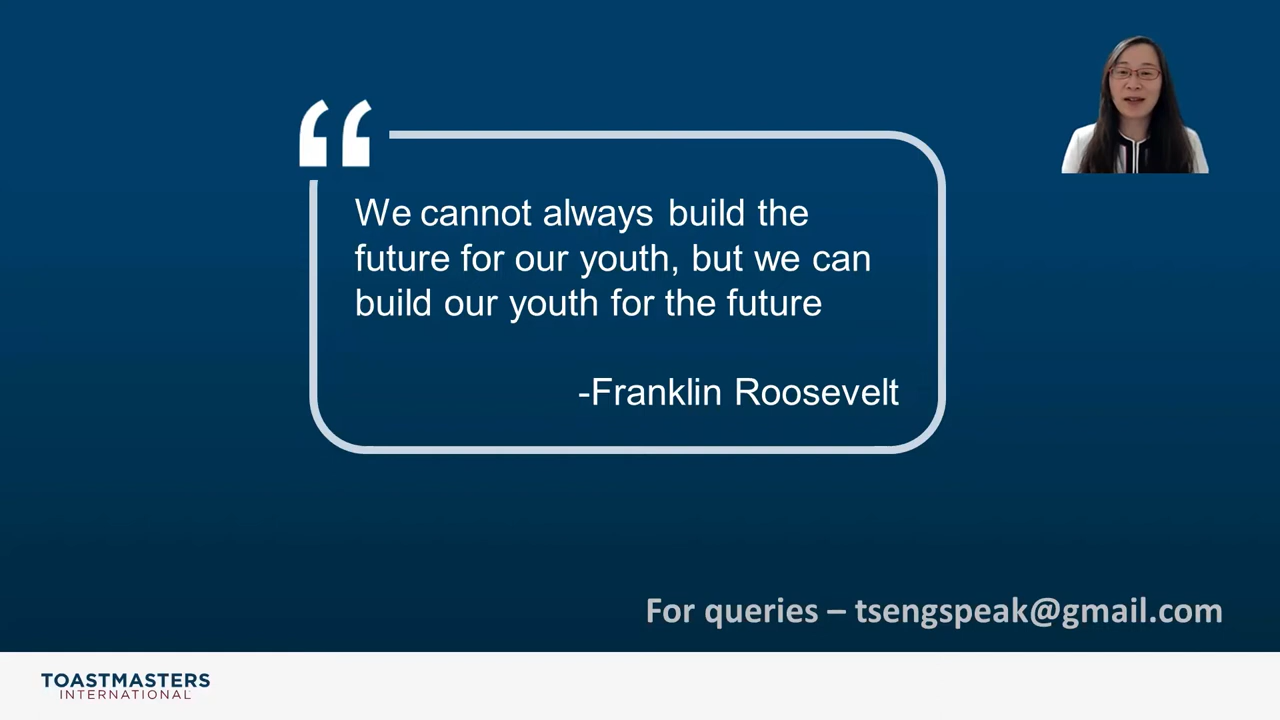 “
We cannot always build the
future for our youth, but we can
build our youth for the future
-Franklin Roosevelt
For queries – tsengspeak@gmail.com
TOASTMASTERS
INTERNATIONAL